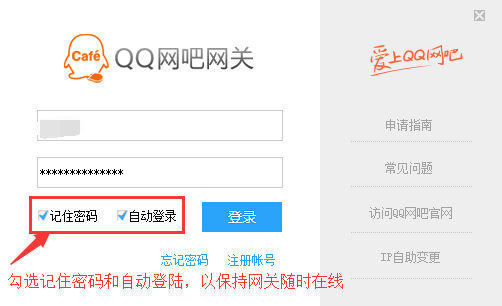 Café
QQ网吧网关
**************
记住密码
自动登录
登录
忘记密码
注册帐号
勾选记住密码和自动登陆，以保持网关随时在线
爱上QQ网吧
申请指南
常见问题
访问QQ网吧官网
IP自助变更